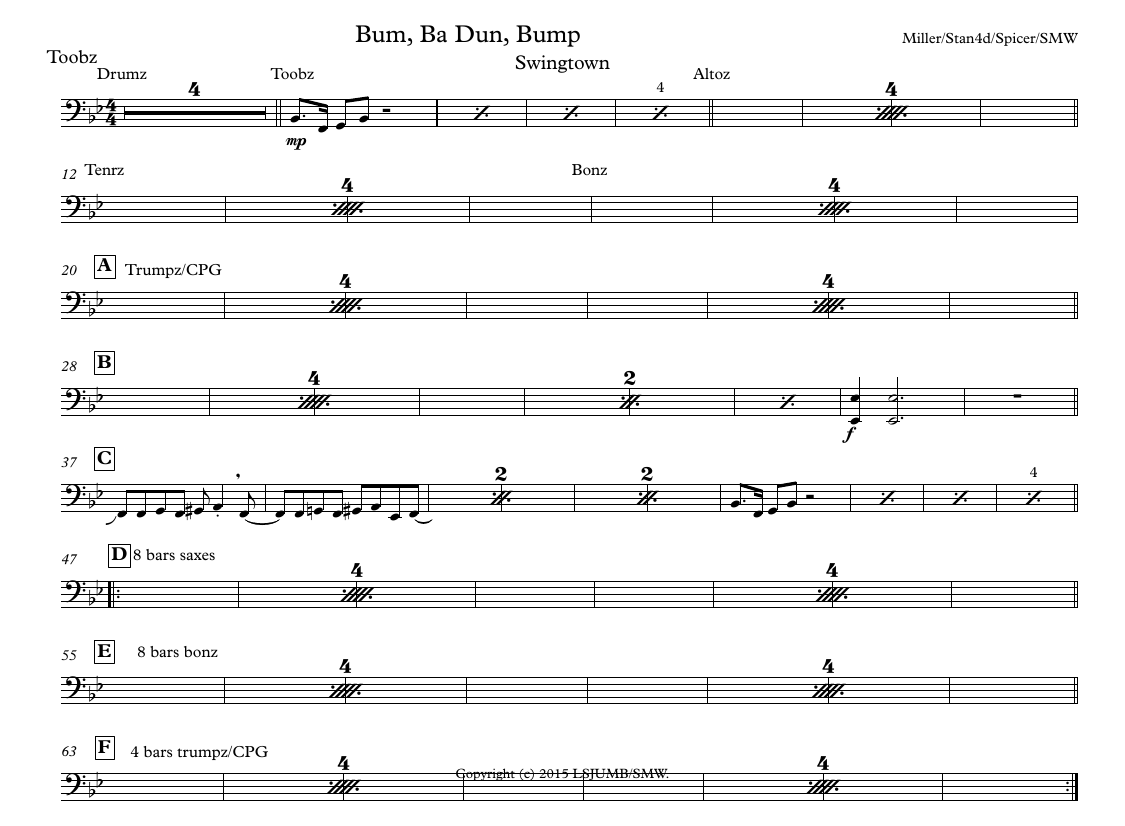 Bum, Ba Dun, Bump
Miller/Stan4d/Spicer/SMW
Toobz
Swingtown
Drumz Toobz Altoz
4 4 4
mp
12 Tenrz Bonz
4 4
20 A Trumpz/CPG
4 4
28 B
4 2
f
37 C
2 2 4
47 D 8 bars saxes
4 4
55 E 8 bars bonz
4 4
63 F 4 bars trumpz/CPG
4 4
Copyright (c) 2015 LSJUMB/SMW.